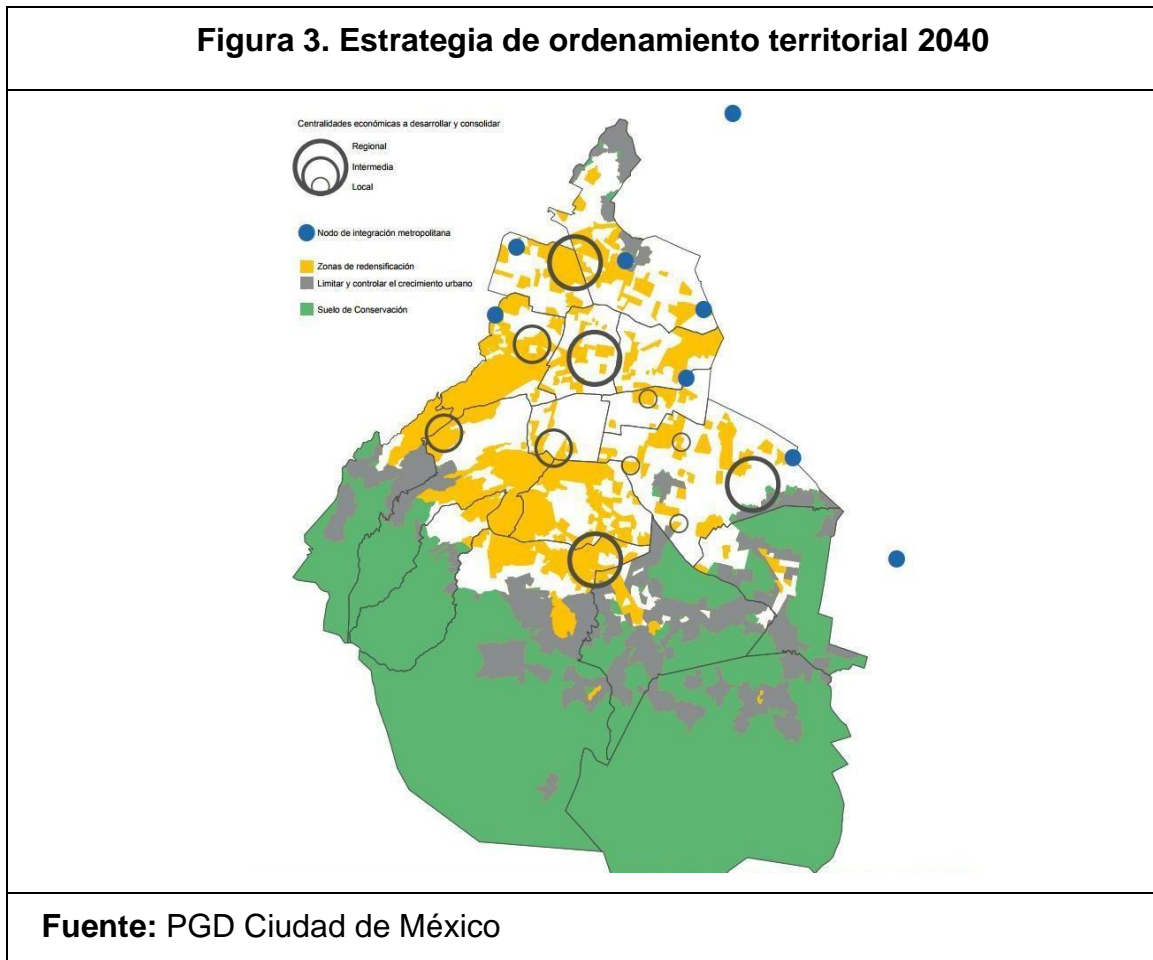 Figura 3. Estrategia de ordenamiento territorial 2040
Centralidades económicas a desarrollar y consolidar
Regional
Intermedia
Local
Nodo de integración metropolitana
Zonas de redensificación
Limitar y controlar el crecimiento urbano
Suelo de Conservación
Fuente: PGD Ciudad de México